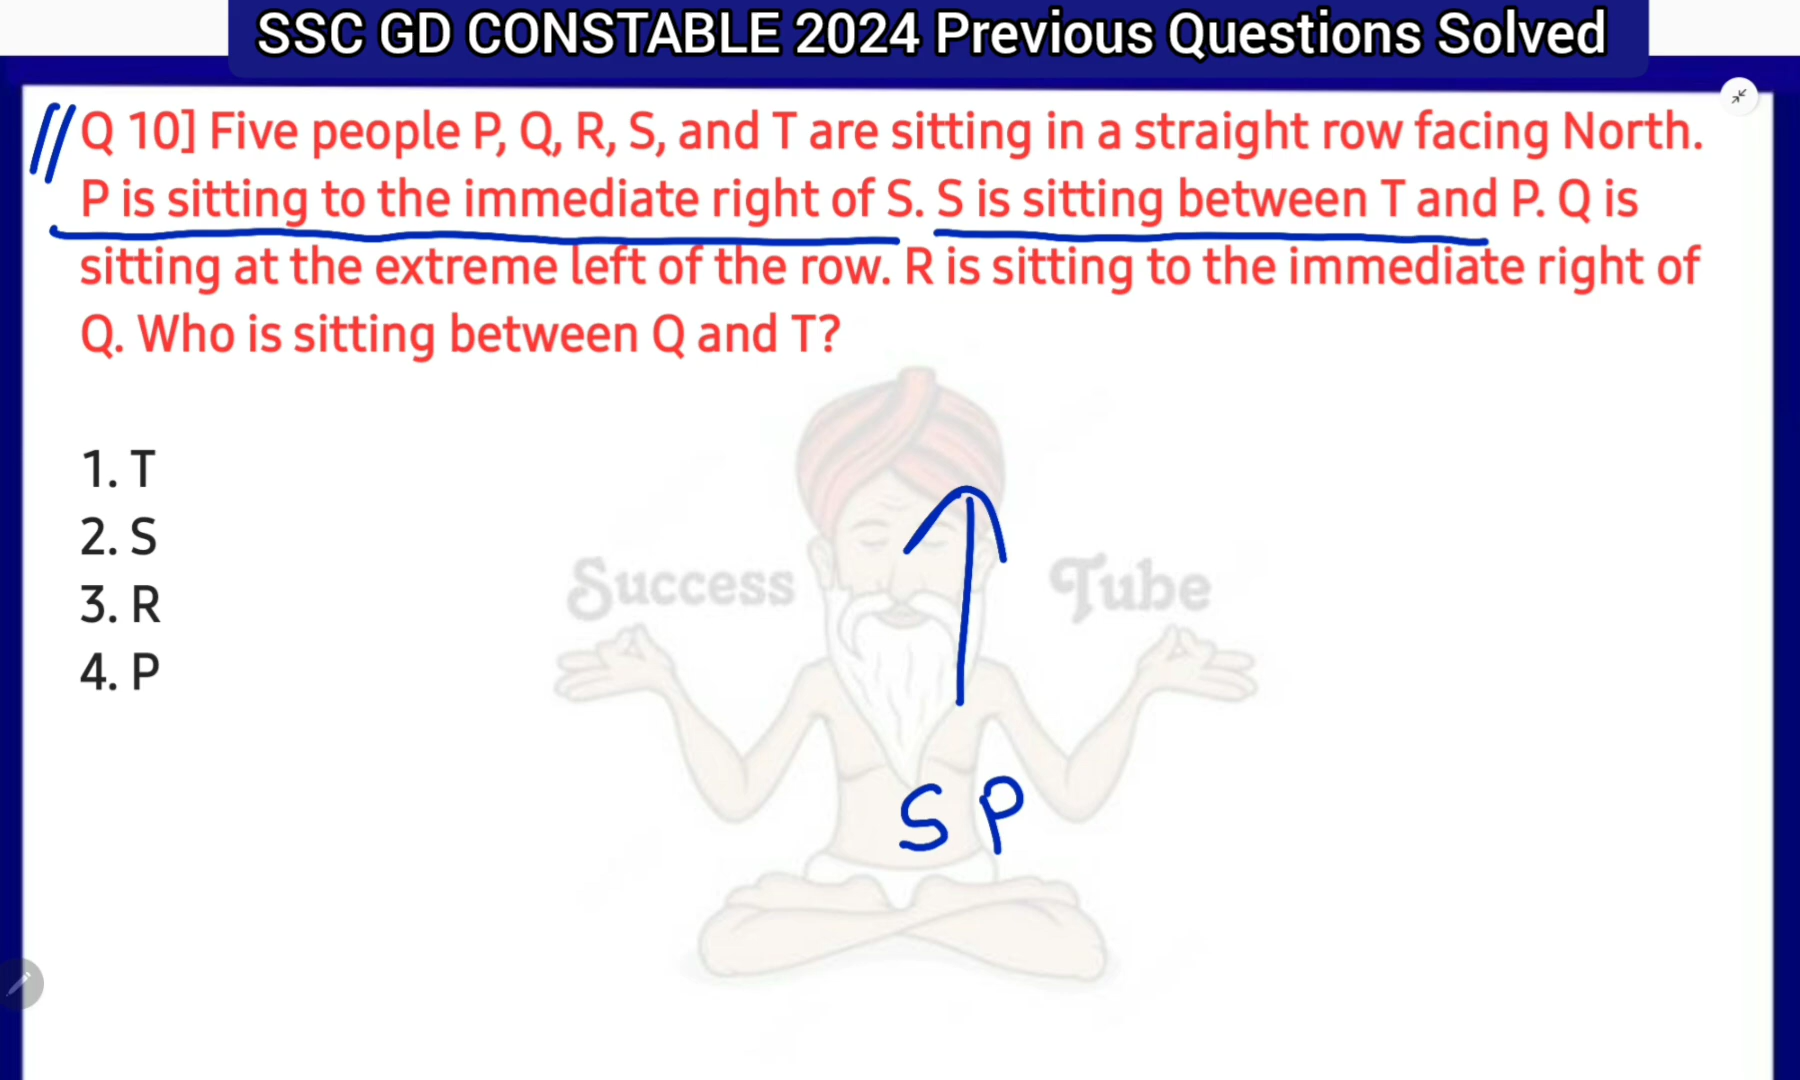 SSC GD CONSTABLE 2024 Previous Questions Solved
Q 10] Five people P, Q, R, S, and T are sitting in a straight row facing North.
P is sitting to the immediate right of S. S is sitting between T and P. Q is
sitting at the extreme left of the row. R is sitting to the immediate right of
Q. Who is sitting between Q and T?
1. T
2. S
3. R
4. P
Success Tube
S P